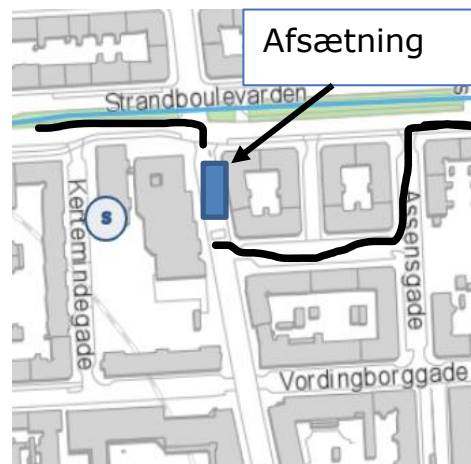 Afsætning
Strandboulevarden
S
Kertemindegade
S
Assensgade
Vordingborggade